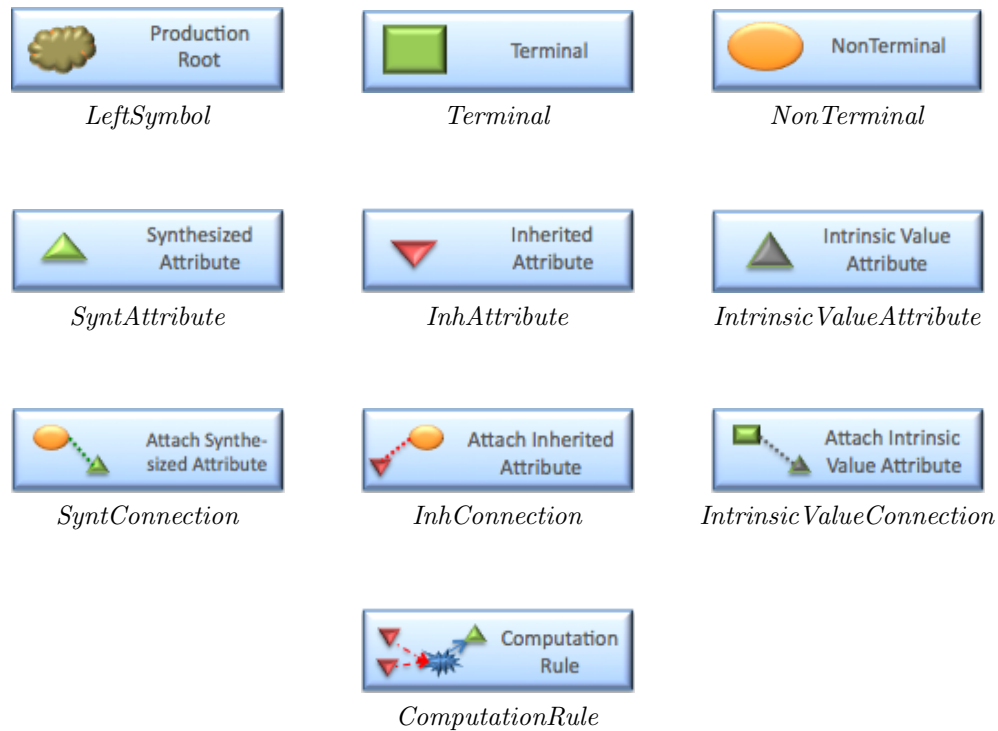 Production
Root
LeftSymbol
Terminal
Terminal
NonTerminal
NonTerminal
Synthesized
Attribute
SyntAttribute
Inherited
Attribute
InhAttribute
Intrinsic Value
Attribute
IntrinsicValueAttribute
Attach Synthe-
sized Attribute
SyntConnection
Attach Inherited
Attribute
InhConnection
Attach Intrinsic
Value Attribute
IntrinsicValueConnection
Computation
Rule
ComputationRule